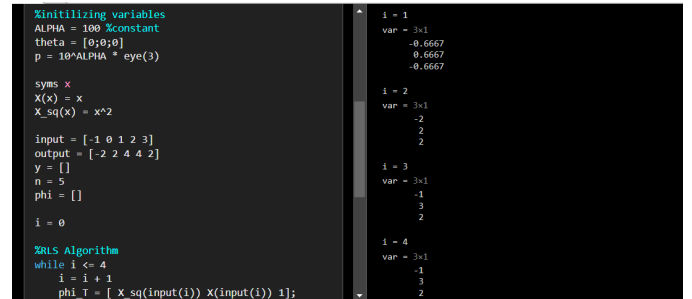 %initilizing variables
ALPHA = 100 %constant
theta = [0;0;0]
p = 10^ALPHA * eye(3)
syms x
X(x) = x
X_sq(x) = x^2
input = [-1 0 1 2 3]
output = [-2 2 4 4 2]
y = []
n = 5
phi = []
i = 0
%RLS Algorithm
while i <= 4
i = i + 1
phi_T = [ X_sq(input(i)) X(input(i)) 1];
i = 1
var = 3×1
-0.6667
0.6667
-0.6667
i = 2
var = 3×1
-2
2
2
i = 3
var = 3×1
-1
3
2
i = 4
var = 3×1
-1
3
2